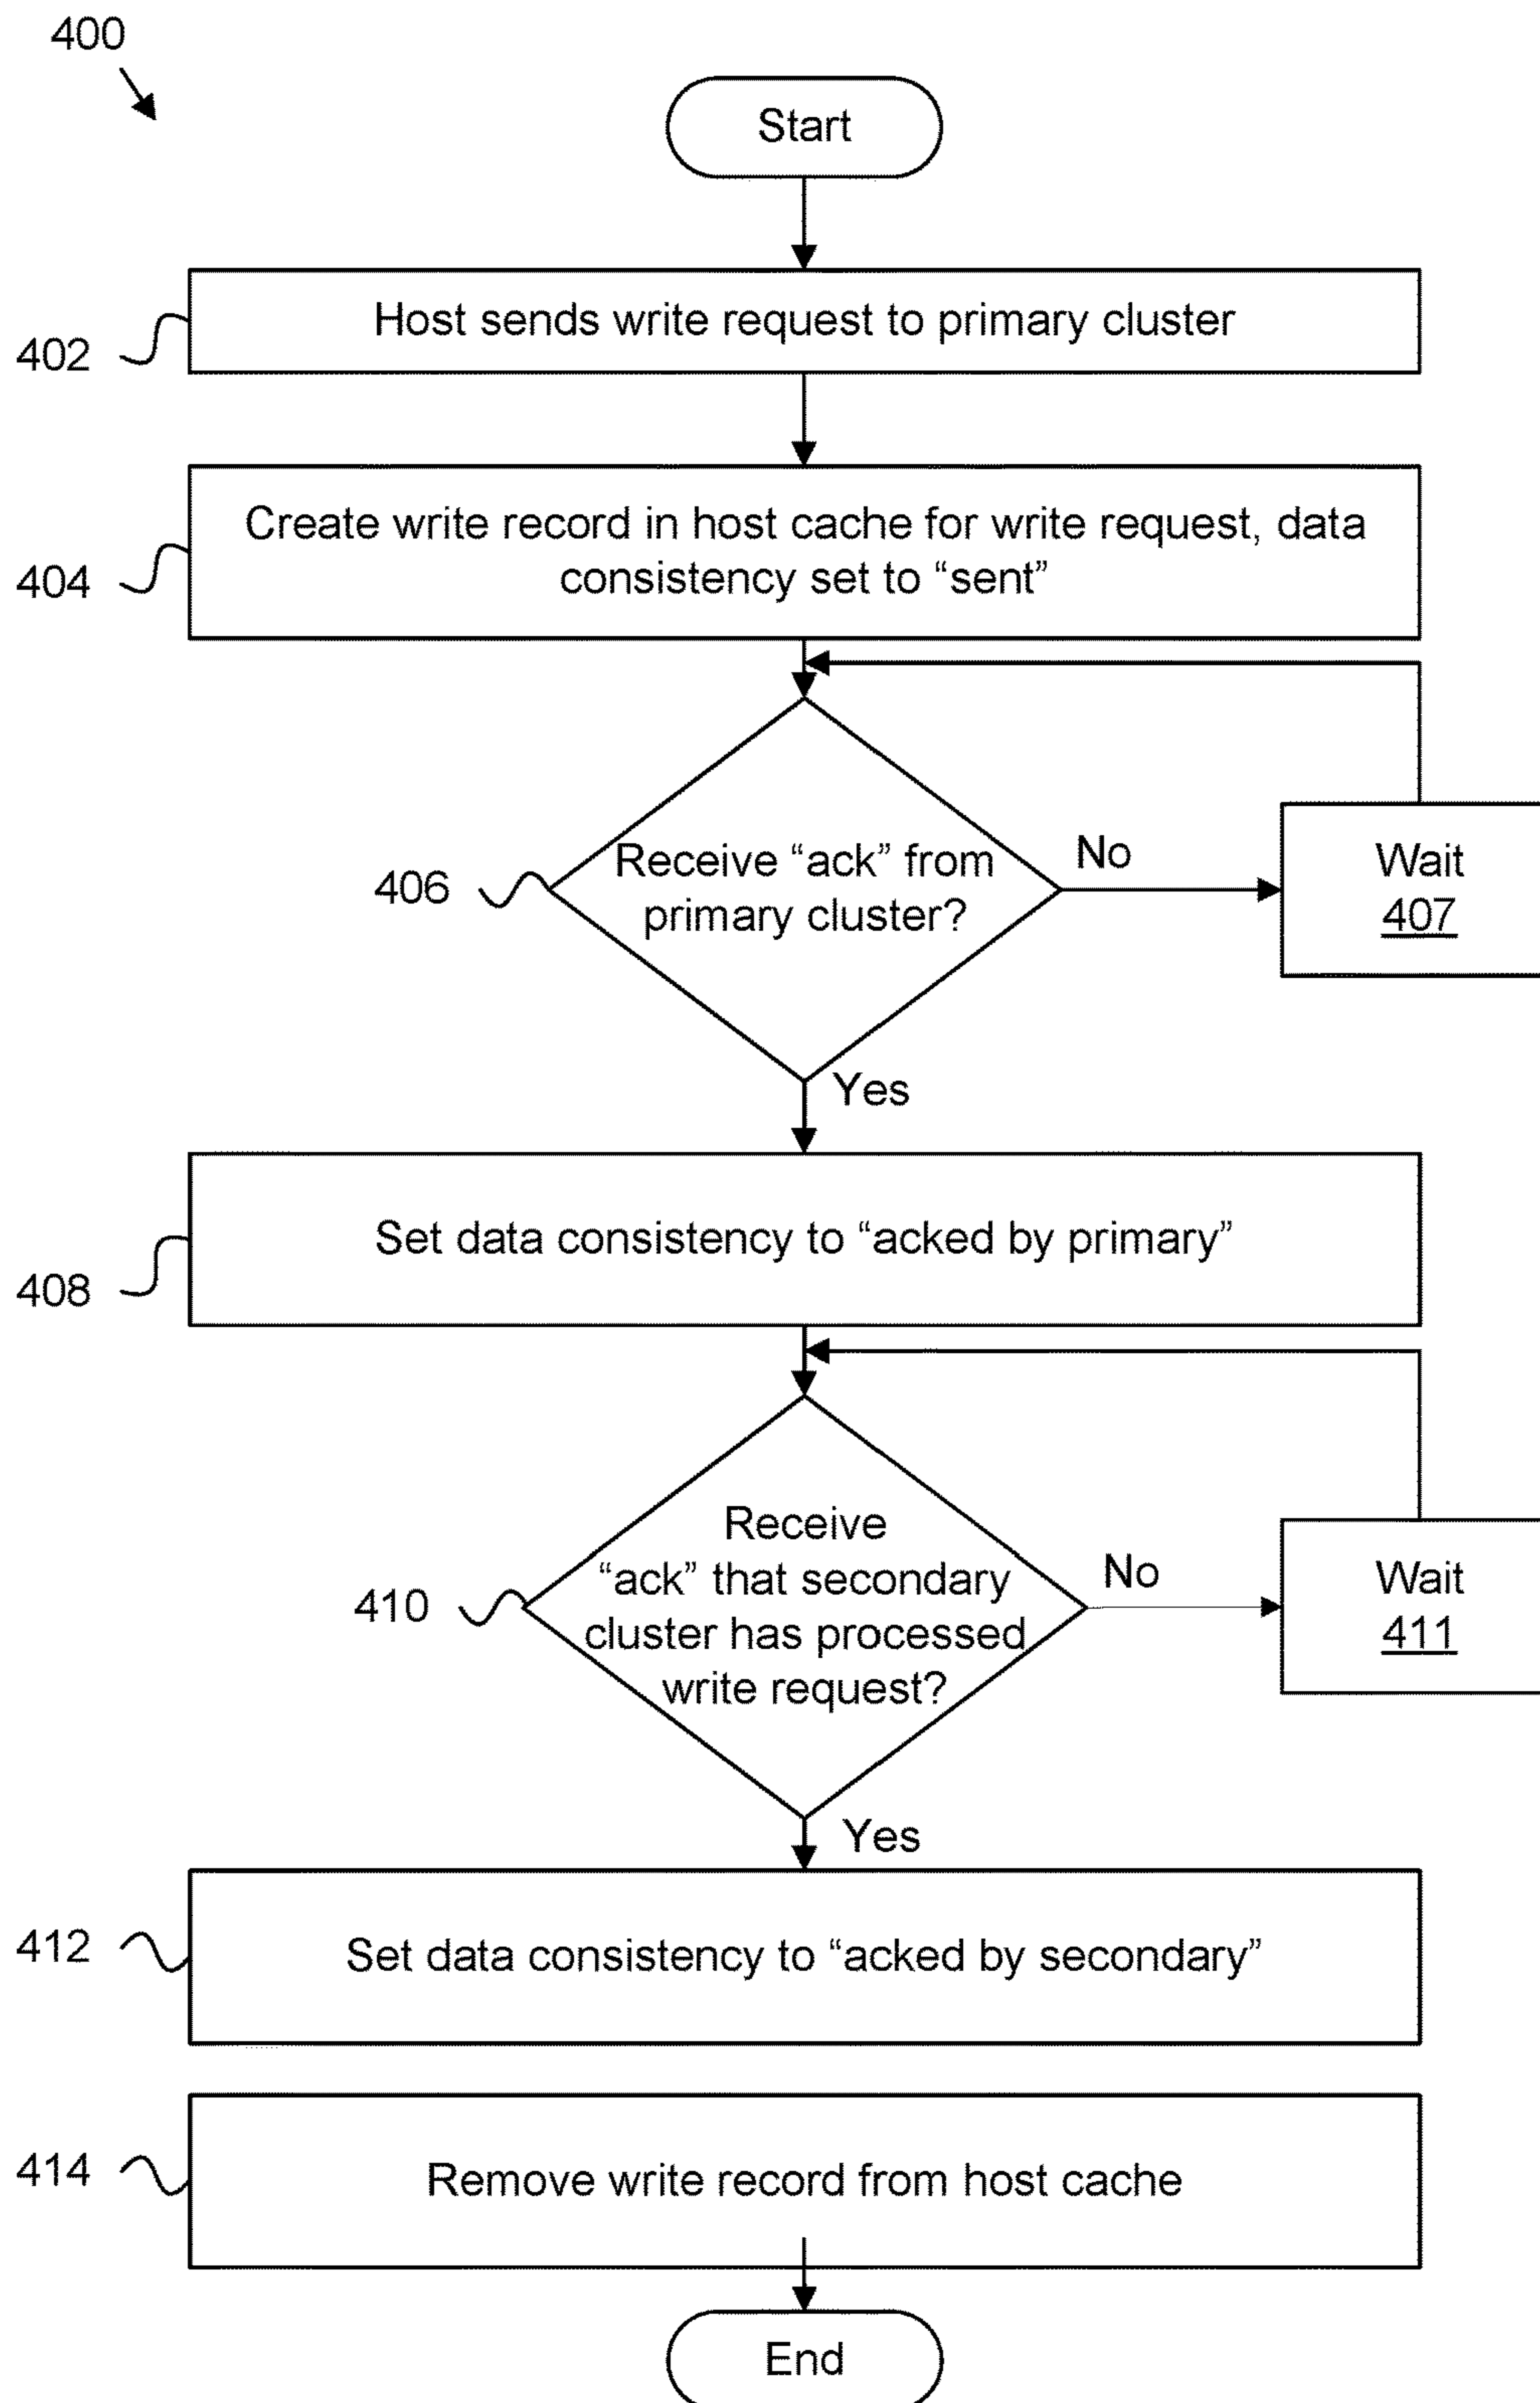 400
Start
Host sends write request to primary cluster
402
Create write record in host cache for write request, data
consistency set to “sent”
404
Receive “ack” from
primary cluster?
406
No
Wait
407
Yes
Set data consistency to “acked by primary”
408
Receive
“ack” that secondary
cluster has processed
write request?
410
No
Wait
411
Yes
412
Set data consistency to “acked by secondary”
414
Remove write record from host cache
End